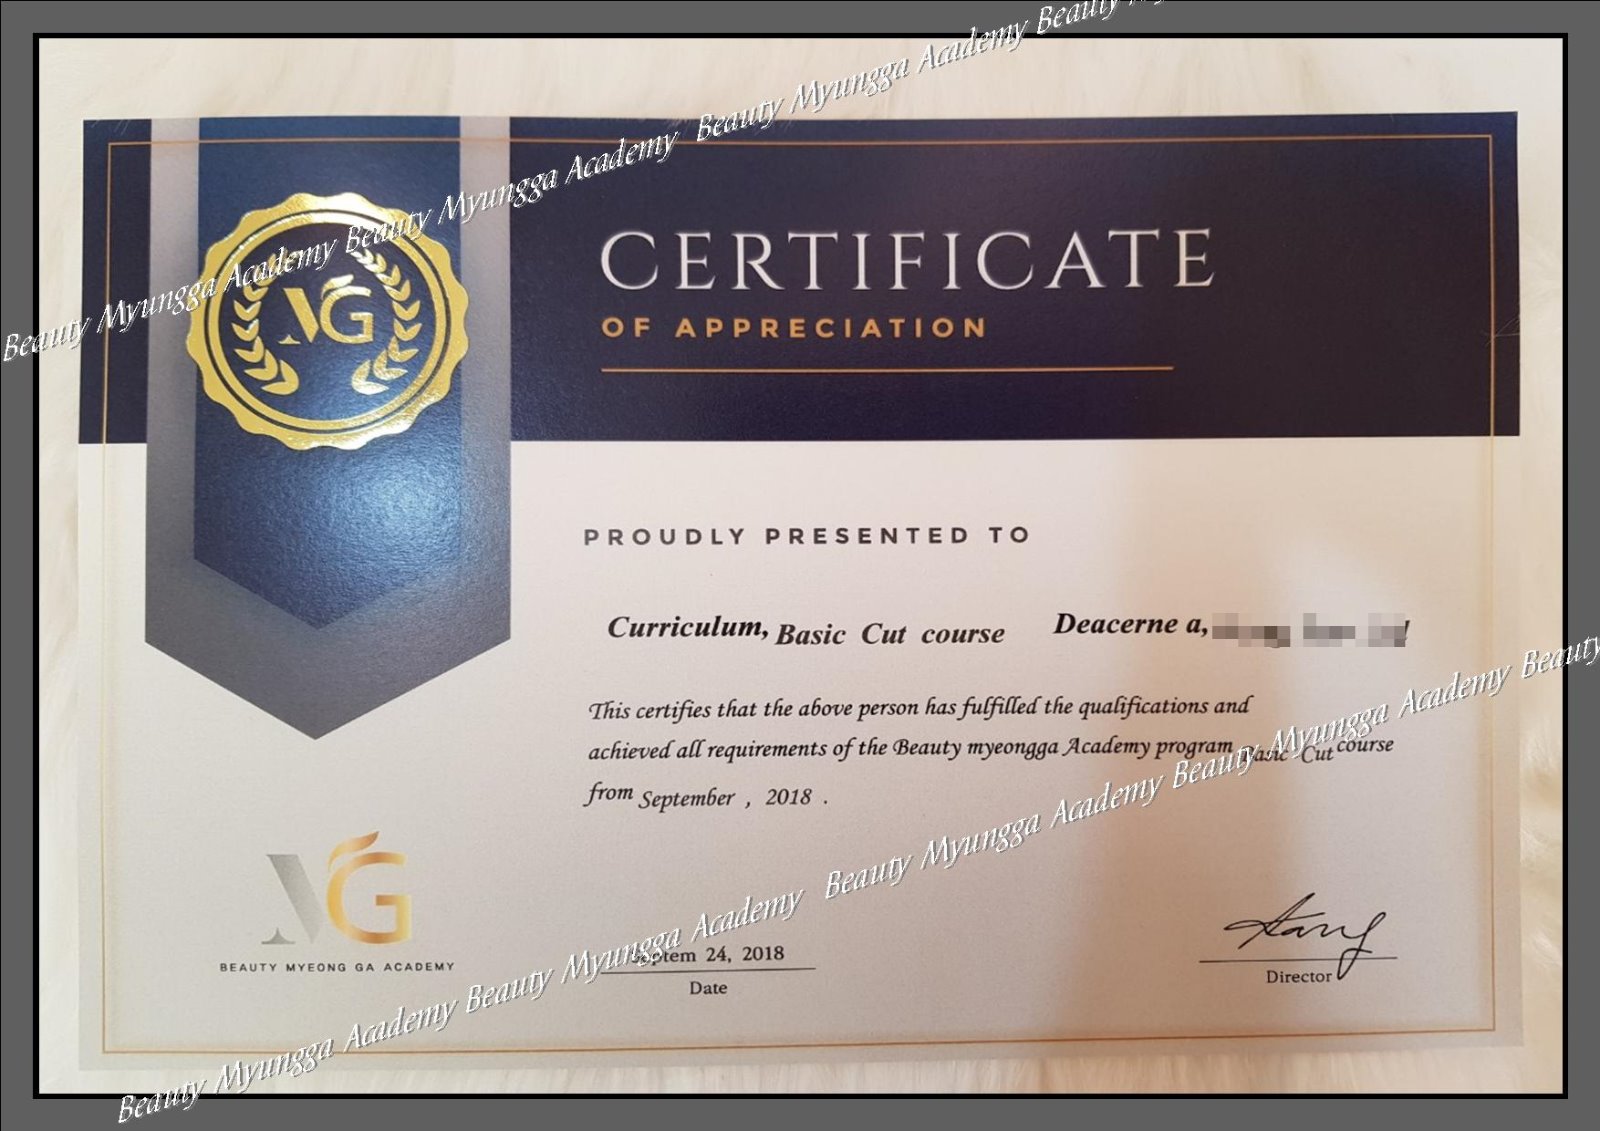 Beauty Myungga Academy Beauty Myungga Academy Beauty Myungga Academy Beauty
MG
CERTIFICATE
OF APPRECIATION
PROUDLY PRESENTED TO
Curriculum, Basic Cut course Deacerne a,
This certifies that the above person has fulfilled the qualifications and
achieved all requirements of the Beauty myeongga Academy program Basic Cut course
from September , 2018 .
MG
BEAUTY MYEONG GA ACADEMY
Septem 24, 2018
Date
Director
Beauty Myungga Academy Beauty Myungga Academy Beauty Myungga Academy Beauty Myungga Academy Beauty